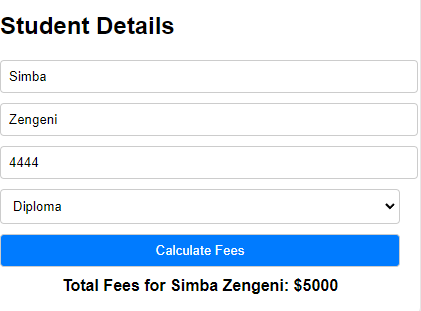 Student Details
Simba
Zengeni
4444
Diploma
Calculate Fees
Total Fees for Simba Zengeni: $5000